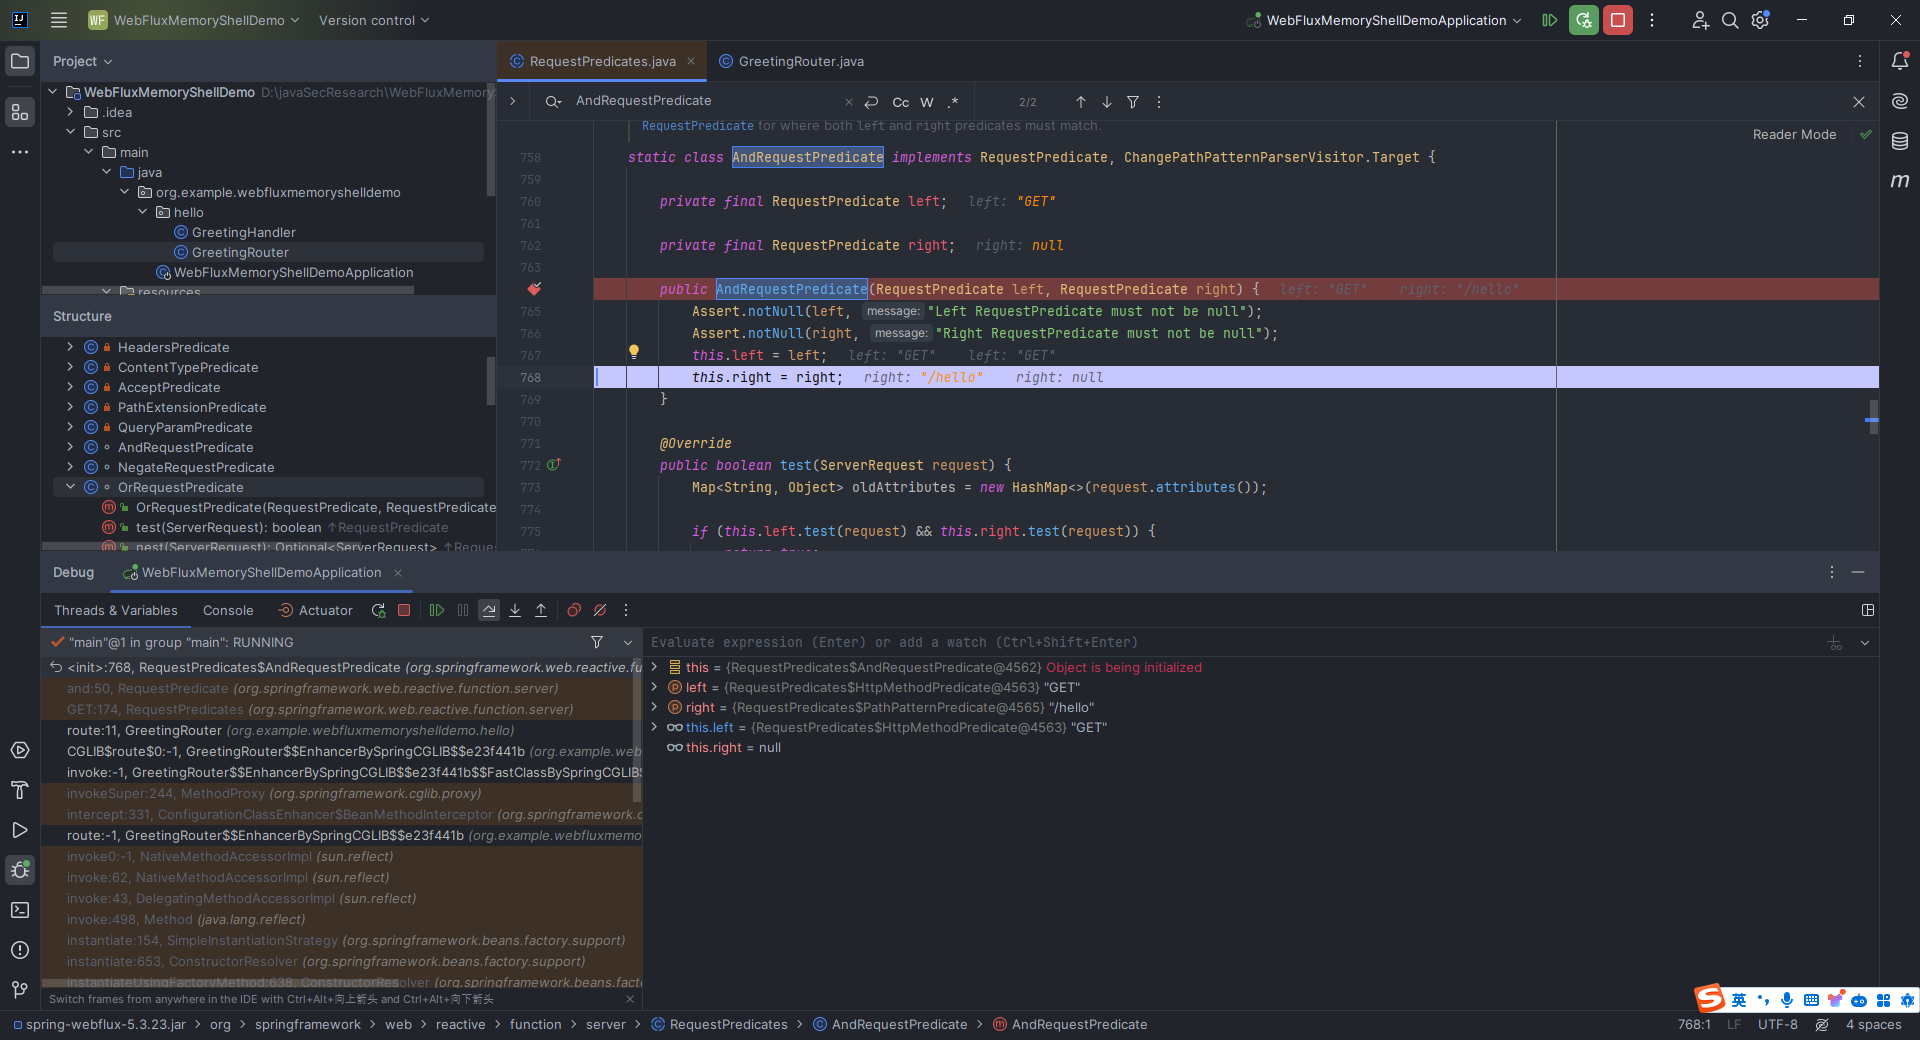 WF WebFluxMemoryShellDemo Version control WebFluxMemoryShellDemoApplication
Project
WebFluxMemoryShellDemo D:\javaSecResearch\WebFluxMemory
.idea
src
main
java
org.example.webfluxmemoryshelldemo
hello
GreetingHandler
GreetingRouter
WebFluxMemoryShellDemoApplication
resources
Structure
HeadersPredicate
ContentTypePredicate
AcceptPredicate
PathExtensionPredicate
QueryParamPredicate
AndRequestPredicate
NegateRequestPredicate
OrRequestPredicate
OrRequestPredicate(RequestPredicate, RequestPredicate
test(ServerRequest): boolean ↑RequestPredicate
nest(ServerRequest): Optional<ServerRequest> ↑Reques
RequestPredicates.java GreetingRouter.java
AndRequestPredicate Cc W .* 2/2
RequestPredicate for where both left and right predicates must match.
Reader Mode
758 static class AndRequestPredicate implements RequestPredicate, ChangePathPatternParserVisitor.Target {
759
760 private final RequestPredicate left; left: "GET"
761
762 private final RequestPredicate right; right: null
763
public AndRequestPredicate(RequestPredicate left, RequestPredicate right) { left: "GET" right: "/hello"
765 Assert.notNull(left, message: "Left RequestPredicate must not be null");
766 Assert.notNull(right, message: "Right RequestPredicate must not be null");
767 this.left = left; left: "GET" left: "GET"
768 this.right = right; right: "/hello" right: null
769 }
770
771 @Override
772 public boolean test(ServerRequest request) {
773 Map<String, Object> oldAttributes = new HashMap<>(request.attributes());
774
775 if (this.left.test(request) && this.right.test(request)) {
return true;
Debug WebFluxMemoryShellDemoApplication
Threads & Variables Console Actuator
"main"@1 in group "main": RUNNING
<init>:768, RequestPredicates$AndRequestPredicate (org.springframework.web.reactive.fu
and:50, RequestPredicate (org.springframework.web.reactive.function.server)
GET:174, RequestPredicates (org.springframework.web.reactive.function.server)
route:11, GreetingRouter (org.example.webfluxmemoryshelldemo.hello)
CGLIB$route$0:-1, GreetingRouter$$EnhancerBySpringCGLIB$$e23f441b (org.example.web
invoke:-1, GreetingRouter$$EnhancerBySpringCGLIB$$e23f441b$$FastClassBySpringCGLIB$
invokeSuper:244, MethodProxy (org.springframework.cglib.proxy)
intercept:331, ConfigurationClassEnhancer$BeanMethodInterceptor (org.springframework.c
route:-1, GreetingRouter$$EnhancerBySpringCGLIB$$e23f441b (org.example.webfluxmemo
invoke0:-1, NativeMethodAccessorImpl (sun.reflect)
invoke:62, NativeMethodAccessorImpl (sun.reflect)
invoke:43, DelegatingMethodAccessorImpl (sun.reflect)
invoke:498, Method (java.lang.reflect)
instantiate:154, SimpleInstantiationStrategy (org.springframework.beans.factory.support)
instantiate:653, ConstructorResolver (org.springframework.beans.factory.support)
instantiateUsingFactoryMethod:638, ConstructorResolver (org.springframework.beans.fact
Switch frames from anywhere in the IDE with Ctrl+Alt+向上箭头 and Ctrl+Alt+向下箭头
Evaluate expression (Enter) or add a watch (Ctrl+Shift+Enter)
this = {RequestPredicates$AndRequestPredicate@4562} Object is being initialized
left = {RequestPredicates$HttpMethodPredicate@4563} "GET"
right = {RequestPredicates$PathPatternPredicate@4565} "/hello"
this.left = {RequestPredicates$HttpMethodPredicate@4563} "GET"
this.right = null
英
spring-webflux-5.3.23.jar > org > springframework > web > reactive > function > server > RequestPredicates > AndRequestPredicate > AndRequestPredicate 768:1 LF UTF-8 4 spaces